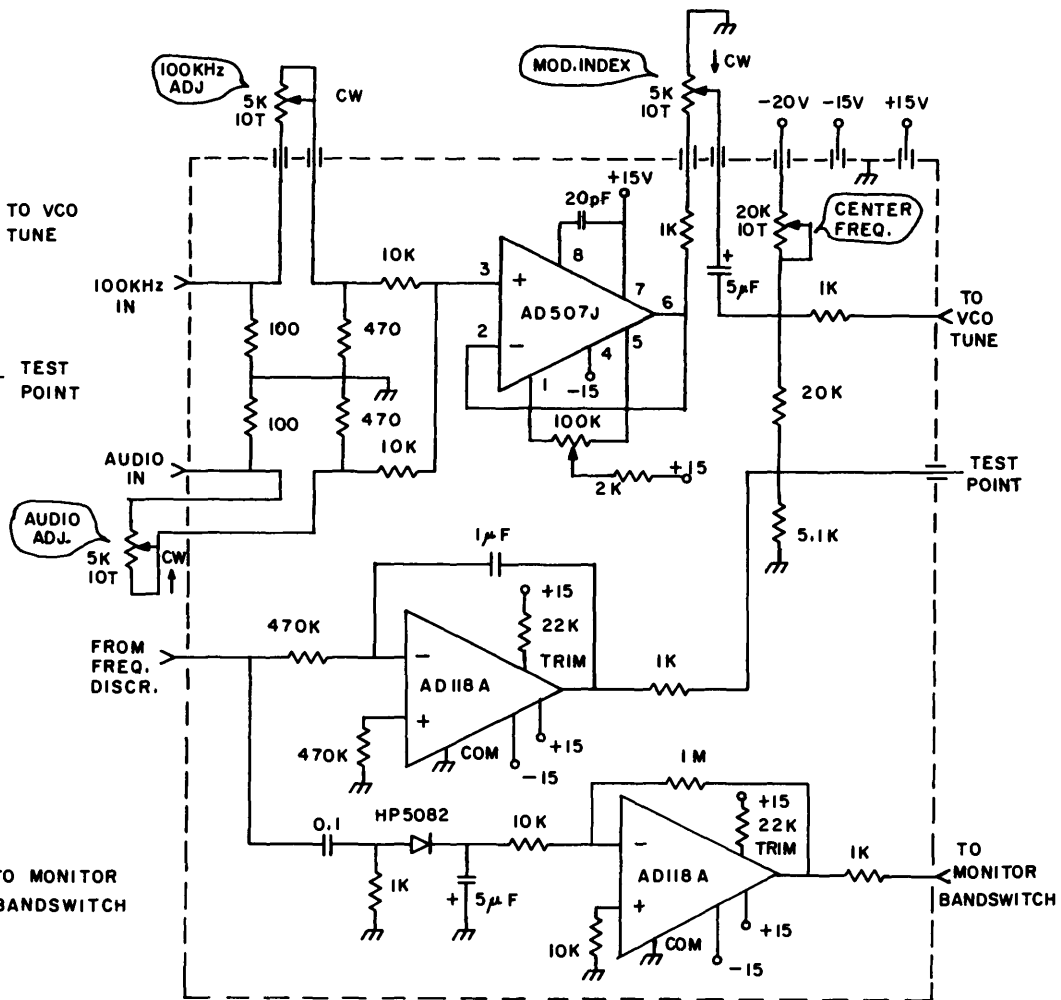 100KHz
ADJ
5K
10T
CW
MOD. INDEX
5K
10T
CW
-20V
-15V
+15V
TO VCO
TUNE
20K
10T
CENTER
FREQ.
+15V
20pF
8
7
1K
+
5μF
10K
3
+
AD507J
6
2
-
5
4
-15
1
100KHz
IN
100
470
1K
TO
VCO
TUNE
TEST
POINT
100
470
10K
100K
2K
+15
20K
AUDIO
IN
TEST
POINT
AUDIO
ADJ.
5K
10T
CW
5.1K
1μF
+15
22K
TRIM
470K
FROM
FREQ.
DISCR.
-
AD118A
+
1K
470K
COM
+15
-15
1M
HP5082
0.1
10K
+15
22K
TRIM
-
AD118A
+
1K
TO
MONITOR
BANDSWITCH
TO MONITOR
BANDSWITCH
1K
+
5μF
10K
COM
+15
-15